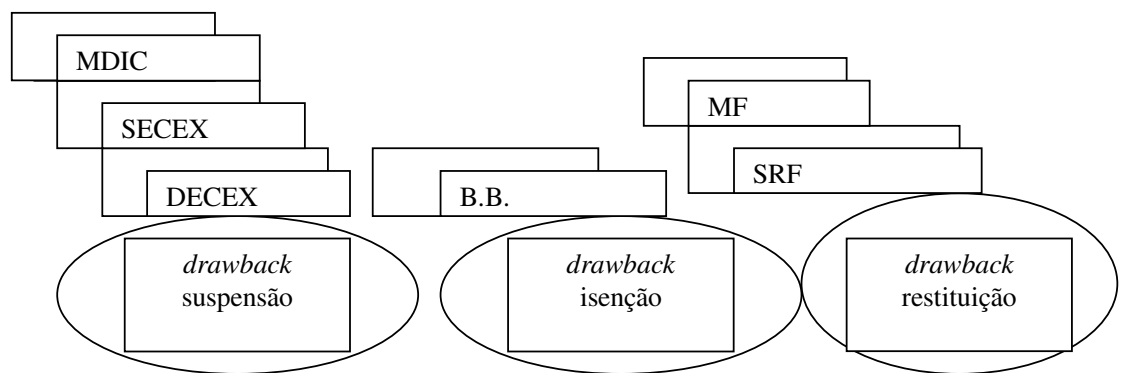 MDIC
SECEX
DECEX
B.B.
MF
SRF
drawback
suspensão
drawback
isenção
drawback
restituição